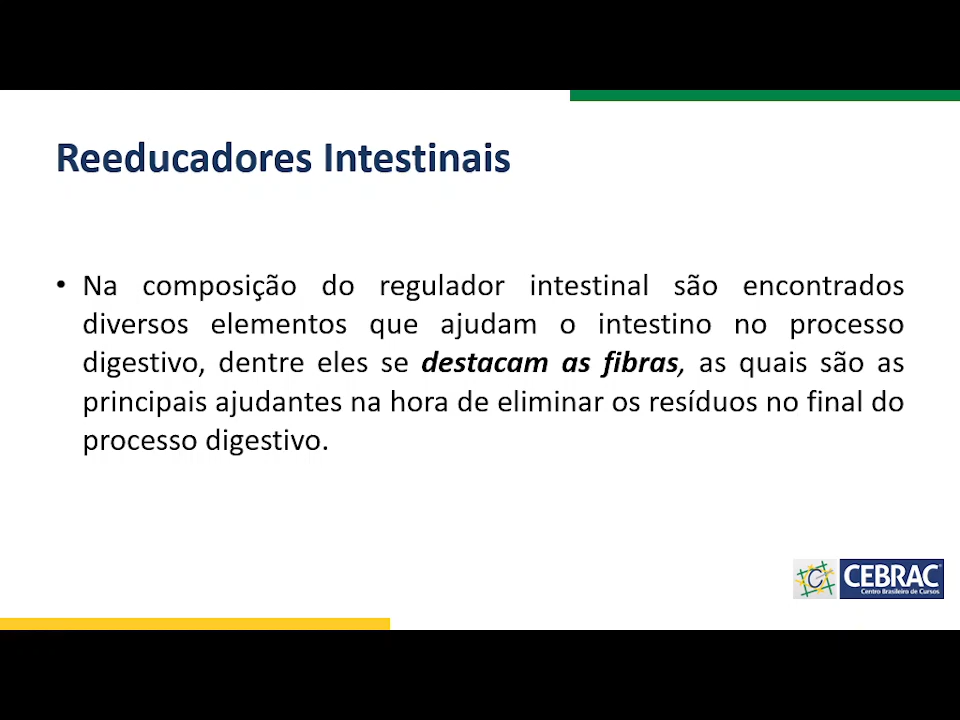 Reeducadores Intestinais
• Na composição do regulador intestinal são encontrados
diversos elementos que ajudam o intestino no processo
digestivo, dentre eles se destacam as fibras, as quais são as
principais ajudantes na hora de eliminar os resíduos no final do
processo digestivo.
CEBRAC
Centro Brasileiro de Cursos